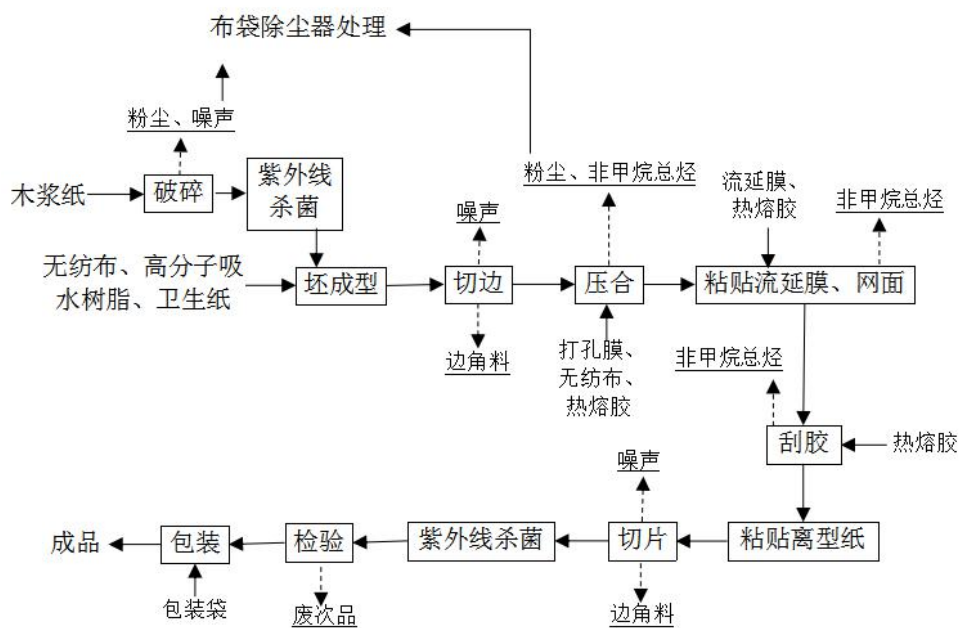 布袋除尘器处理
粉尘、噪声
木浆纸
破碎
紫外线
杀菌
噪声
粉尘、非甲烷总烃
流延膜、
热熔胶
非甲烷总烃
无纺布、高分子吸
水树脂、卫生纸
坯成型
切边
压合
粘贴流延膜、网面
边角料
打孔膜、
无纺布、
热熔胶
非甲烷总烃
刮胶
热熔胶
噪声
成品
包装
检验
紫外线杀菌
切片
粘贴离型纸
包装袋
废次品
边角料